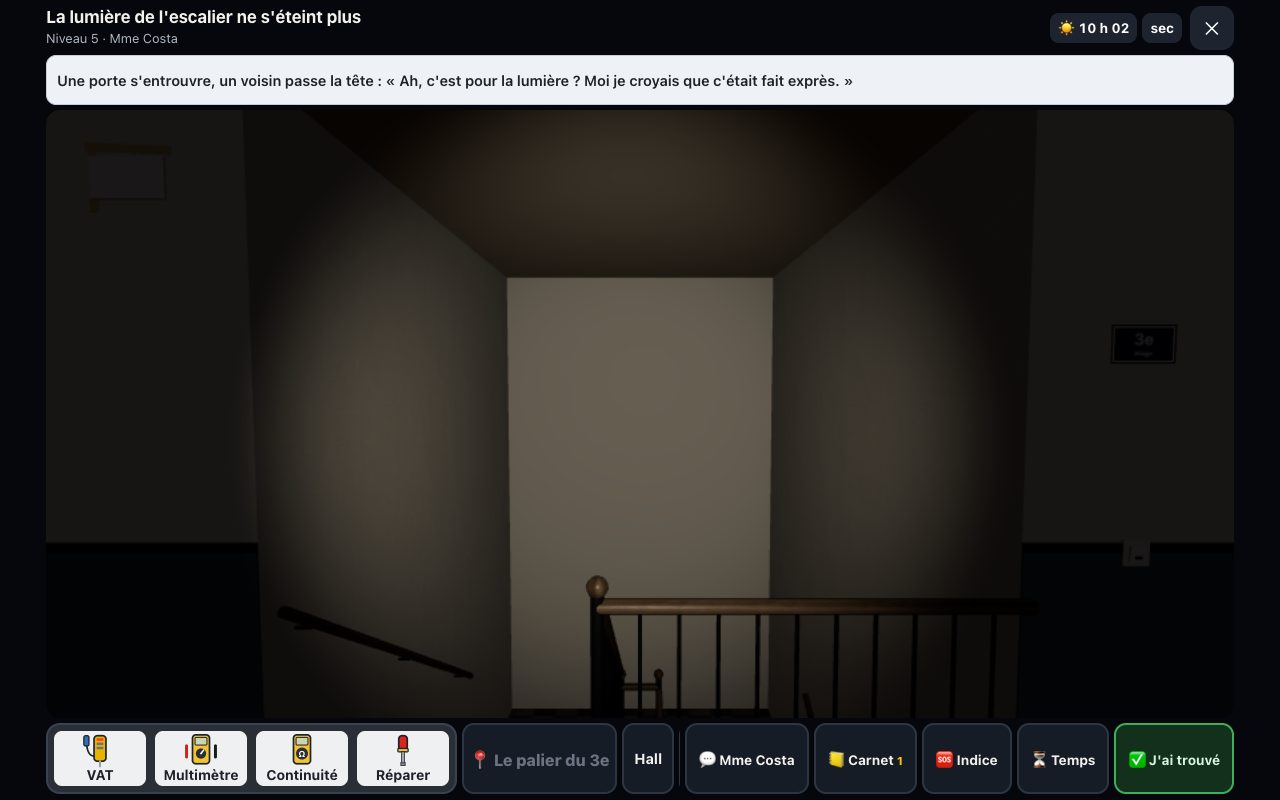 La lumière de l'escalier ne s'éteint plus
Niveau 5 · Mme Costa
☀️ 10 h 02
sec
Une porte s'entrouvre, un voisin passe la tête : « Ah, c'est pour la lumière ? Moi je croyais que c'était fait exprès. »
3e
VAT
Multimètre
Continuité
Réparer
📍 Le palier du 3e
Hall
💬 Mme Costa
📒 Carnet 1
🆘 Indice
⏳ Temps
✅ J'ai trouvé